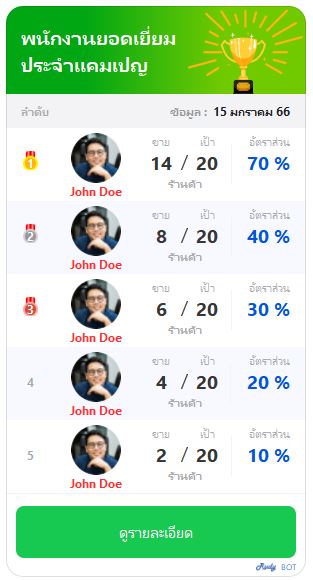 พนักงานยอดเยี่ยม
ประจำแคมเปญ
ลำดับ ข้อมูล : 15 มกราคม 66
ขาย เป้า อัตราส่วน
1 14 / 20 70 %
John Doe ร้านค้า
ขาย เป้า อัตราส่วน
2 8 / 20 40 %
John Doe ร้านค้า
ขาย เป้า อัตราส่วน
3 6 / 20 30 %
John Doe ร้านค้า
ขาย เป้า อัตราส่วน
4 4 / 20 20 %
John Doe ร้านค้า
ขาย เป้า อัตราส่วน
5 2 / 20 10 %
John Doe ร้านค้า
ดูรายละเอียด
BOT